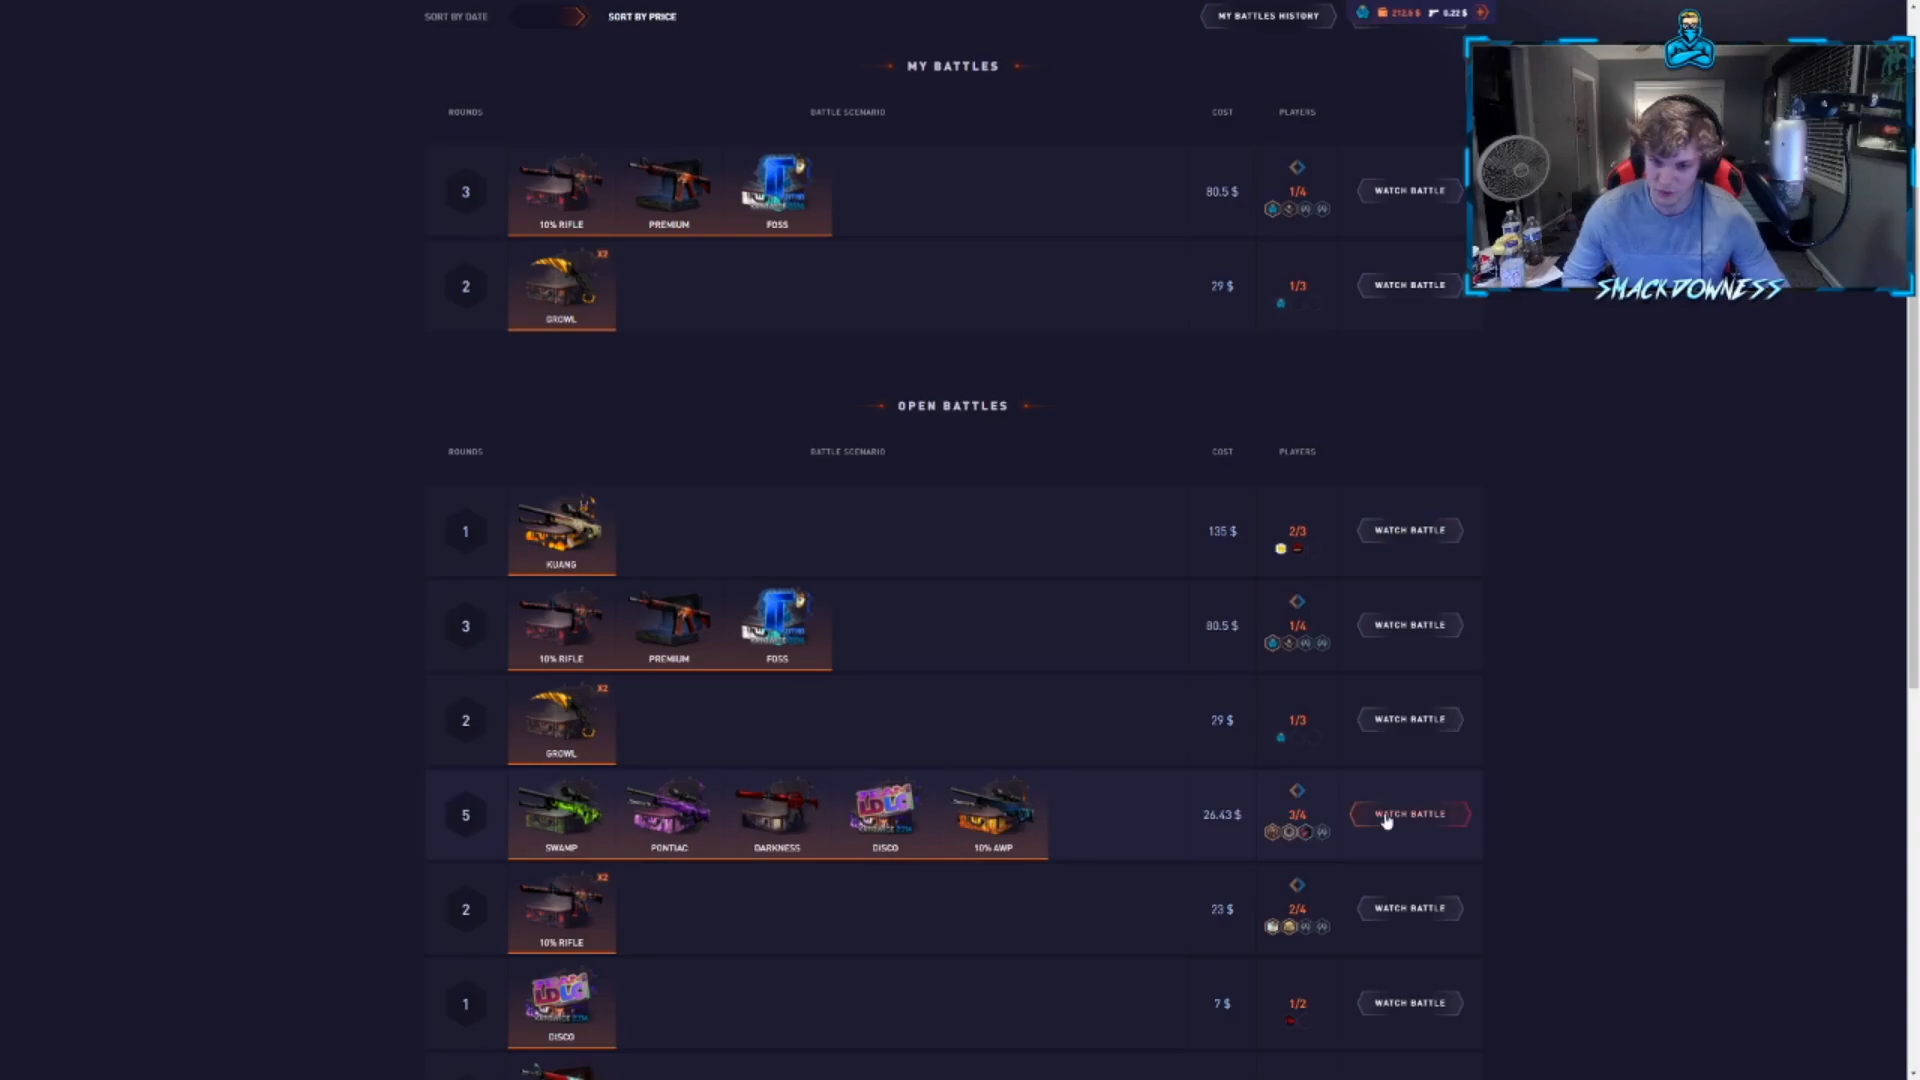 SORT BY DATE
SORT BY PRICE
MY BATTLES HISTORY
212.6 $ 6.22 $
MY BATTLES
ROUNDS BATTLE SCENARIO COST PLAYERS
3 80.5 $ 1/4 WATCH BATTLE
10% RIFLE PREMIUM FOSS
X2
2 29 $ 1/3 WATCH BATTLE
GROWL
SMACKDOWNESS
OPEN BATTLES
ROUNDS BATTLE SCENARIO COST PLAYERS
1 135 $ 2/3 WATCH BATTLE
KUANG
3 80.5 $ 1/4 WATCH BATTLE
10% RIFLE PREMIUM FOSS
X2
2 29 $ 1/3 WATCH BATTLE
GROWL
5 26.43 $ 3/4 WATCH BATTLE
SWAMP PONTIAC DARKNESS DISCO 10% AWP
X2
2 23 $ 2/4 WATCH BATTLE
10% RIFLE
1 7 $ 1/2 WATCH BATTLE
DISCO